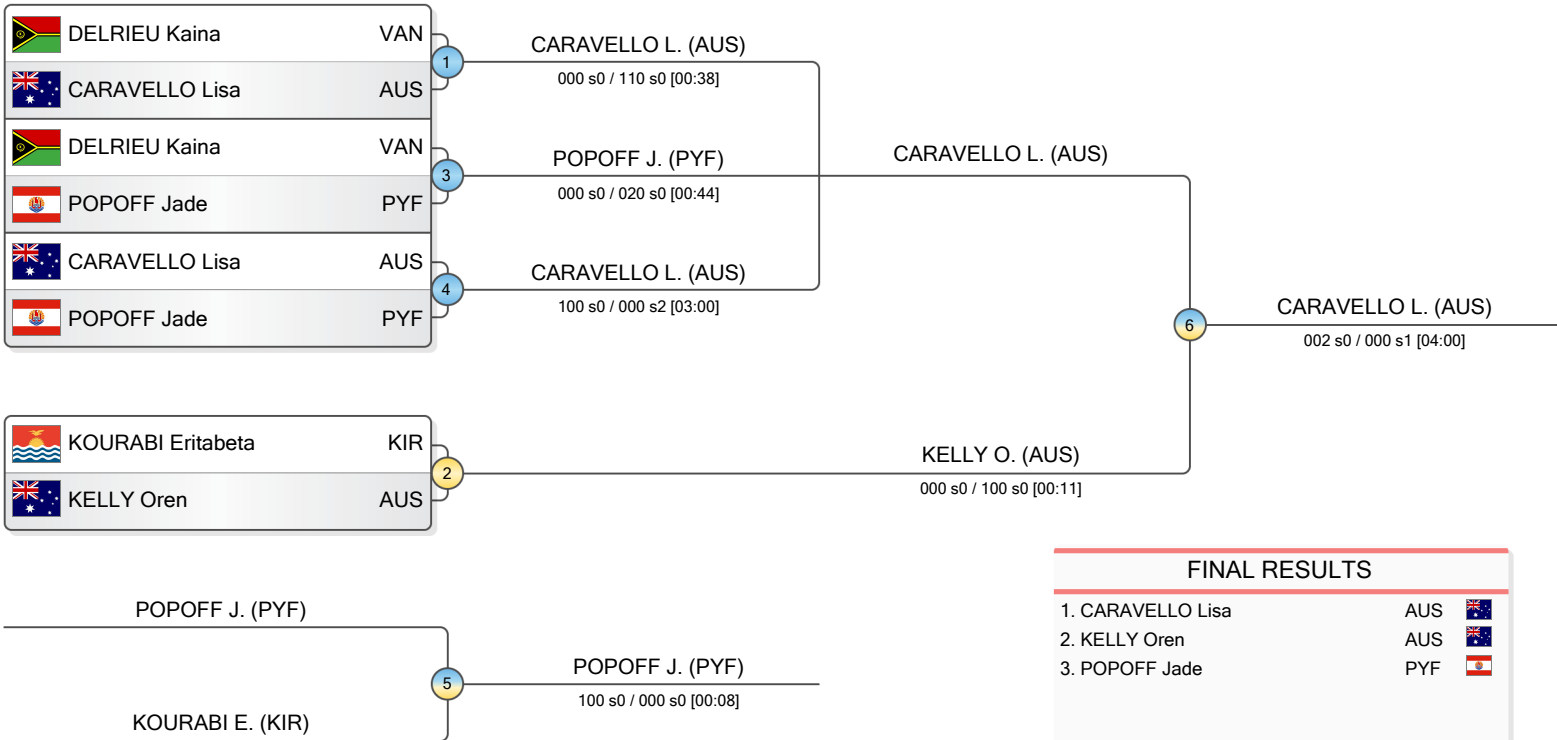 DELRIEU Kaina VAN
CARAVELLO Lisa AUS
1
CARAVELLO L. (AUS)
000 s0 / 110 s0 [00:38]
DELRIEU Kaina VAN
POPOFF Jade PYF
3
POPOFF J. (PYF)
000 s0 / 020 s0 [00:44]
CARAVELLO Lisa AUS
POPOFF Jade PYF
4
CARAVELLO L. (AUS)
100 s0 / 000 s2 [03:00]
CARAVELLO L. (AUS)
KOURABI Eritabeta KIR
KELLY Oren AUS
2
KELLY O. (AUS)
000 s0 / 100 s0 [00:11]
6
CARAVELLO L. (AUS)
002 s0 / 000 s1 [04:00]
POPOFF J. (PYF)
KOURABI E. (KIR)
5
POPOFF J. (PYF)
100 s0 / 000 s0 [00:08]
FINAL RESULTS
1. CARAVELLO Lisa AUS
2. KELLY Oren AUS
3. POPOFF Jade PYF